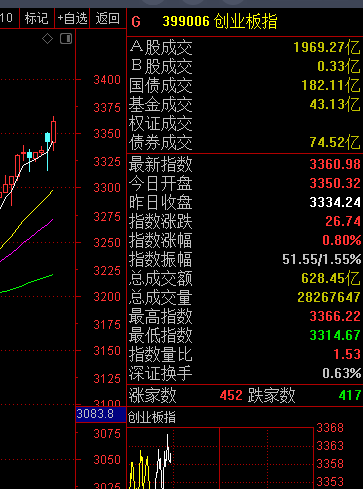 10 标记 +自选 返回 G 399006 创业板指
A股成交 1969.27亿
B股成交 0.33亿
国债成交 182.11亿
基金成交 43.13亿
权证成交
债券成交 74.52亿
最新指数 3360.98
今日开盘 3350.32
昨日收盘 3334.24
指数涨跌 26.74
指数涨幅 0.80%
指数振幅 51.55/1.55%
总成交额 628.45亿
总成交量 28267647
最高指数 3366.22
最低指数 3314.67
指数量比 1.53
深证换手 0.63%
涨家数 452 跌家数 417
创业板指
3400
3350
3300
3325
3275
3250
3225
3200
3175
3150
3125
3100
3083.8
3075
3050
3025
3368
3363
3358
3353